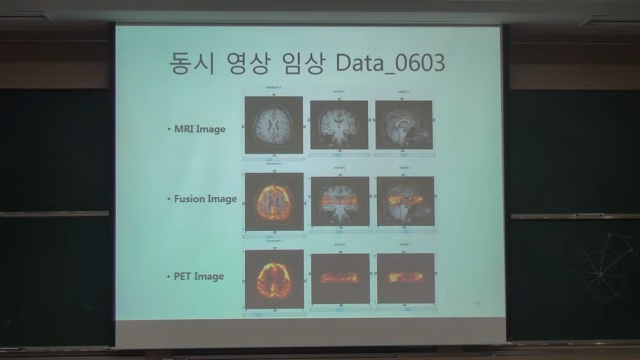 동시 영상 임상 Data_0603
• MRI Image
• Fusion Image
• PET Image